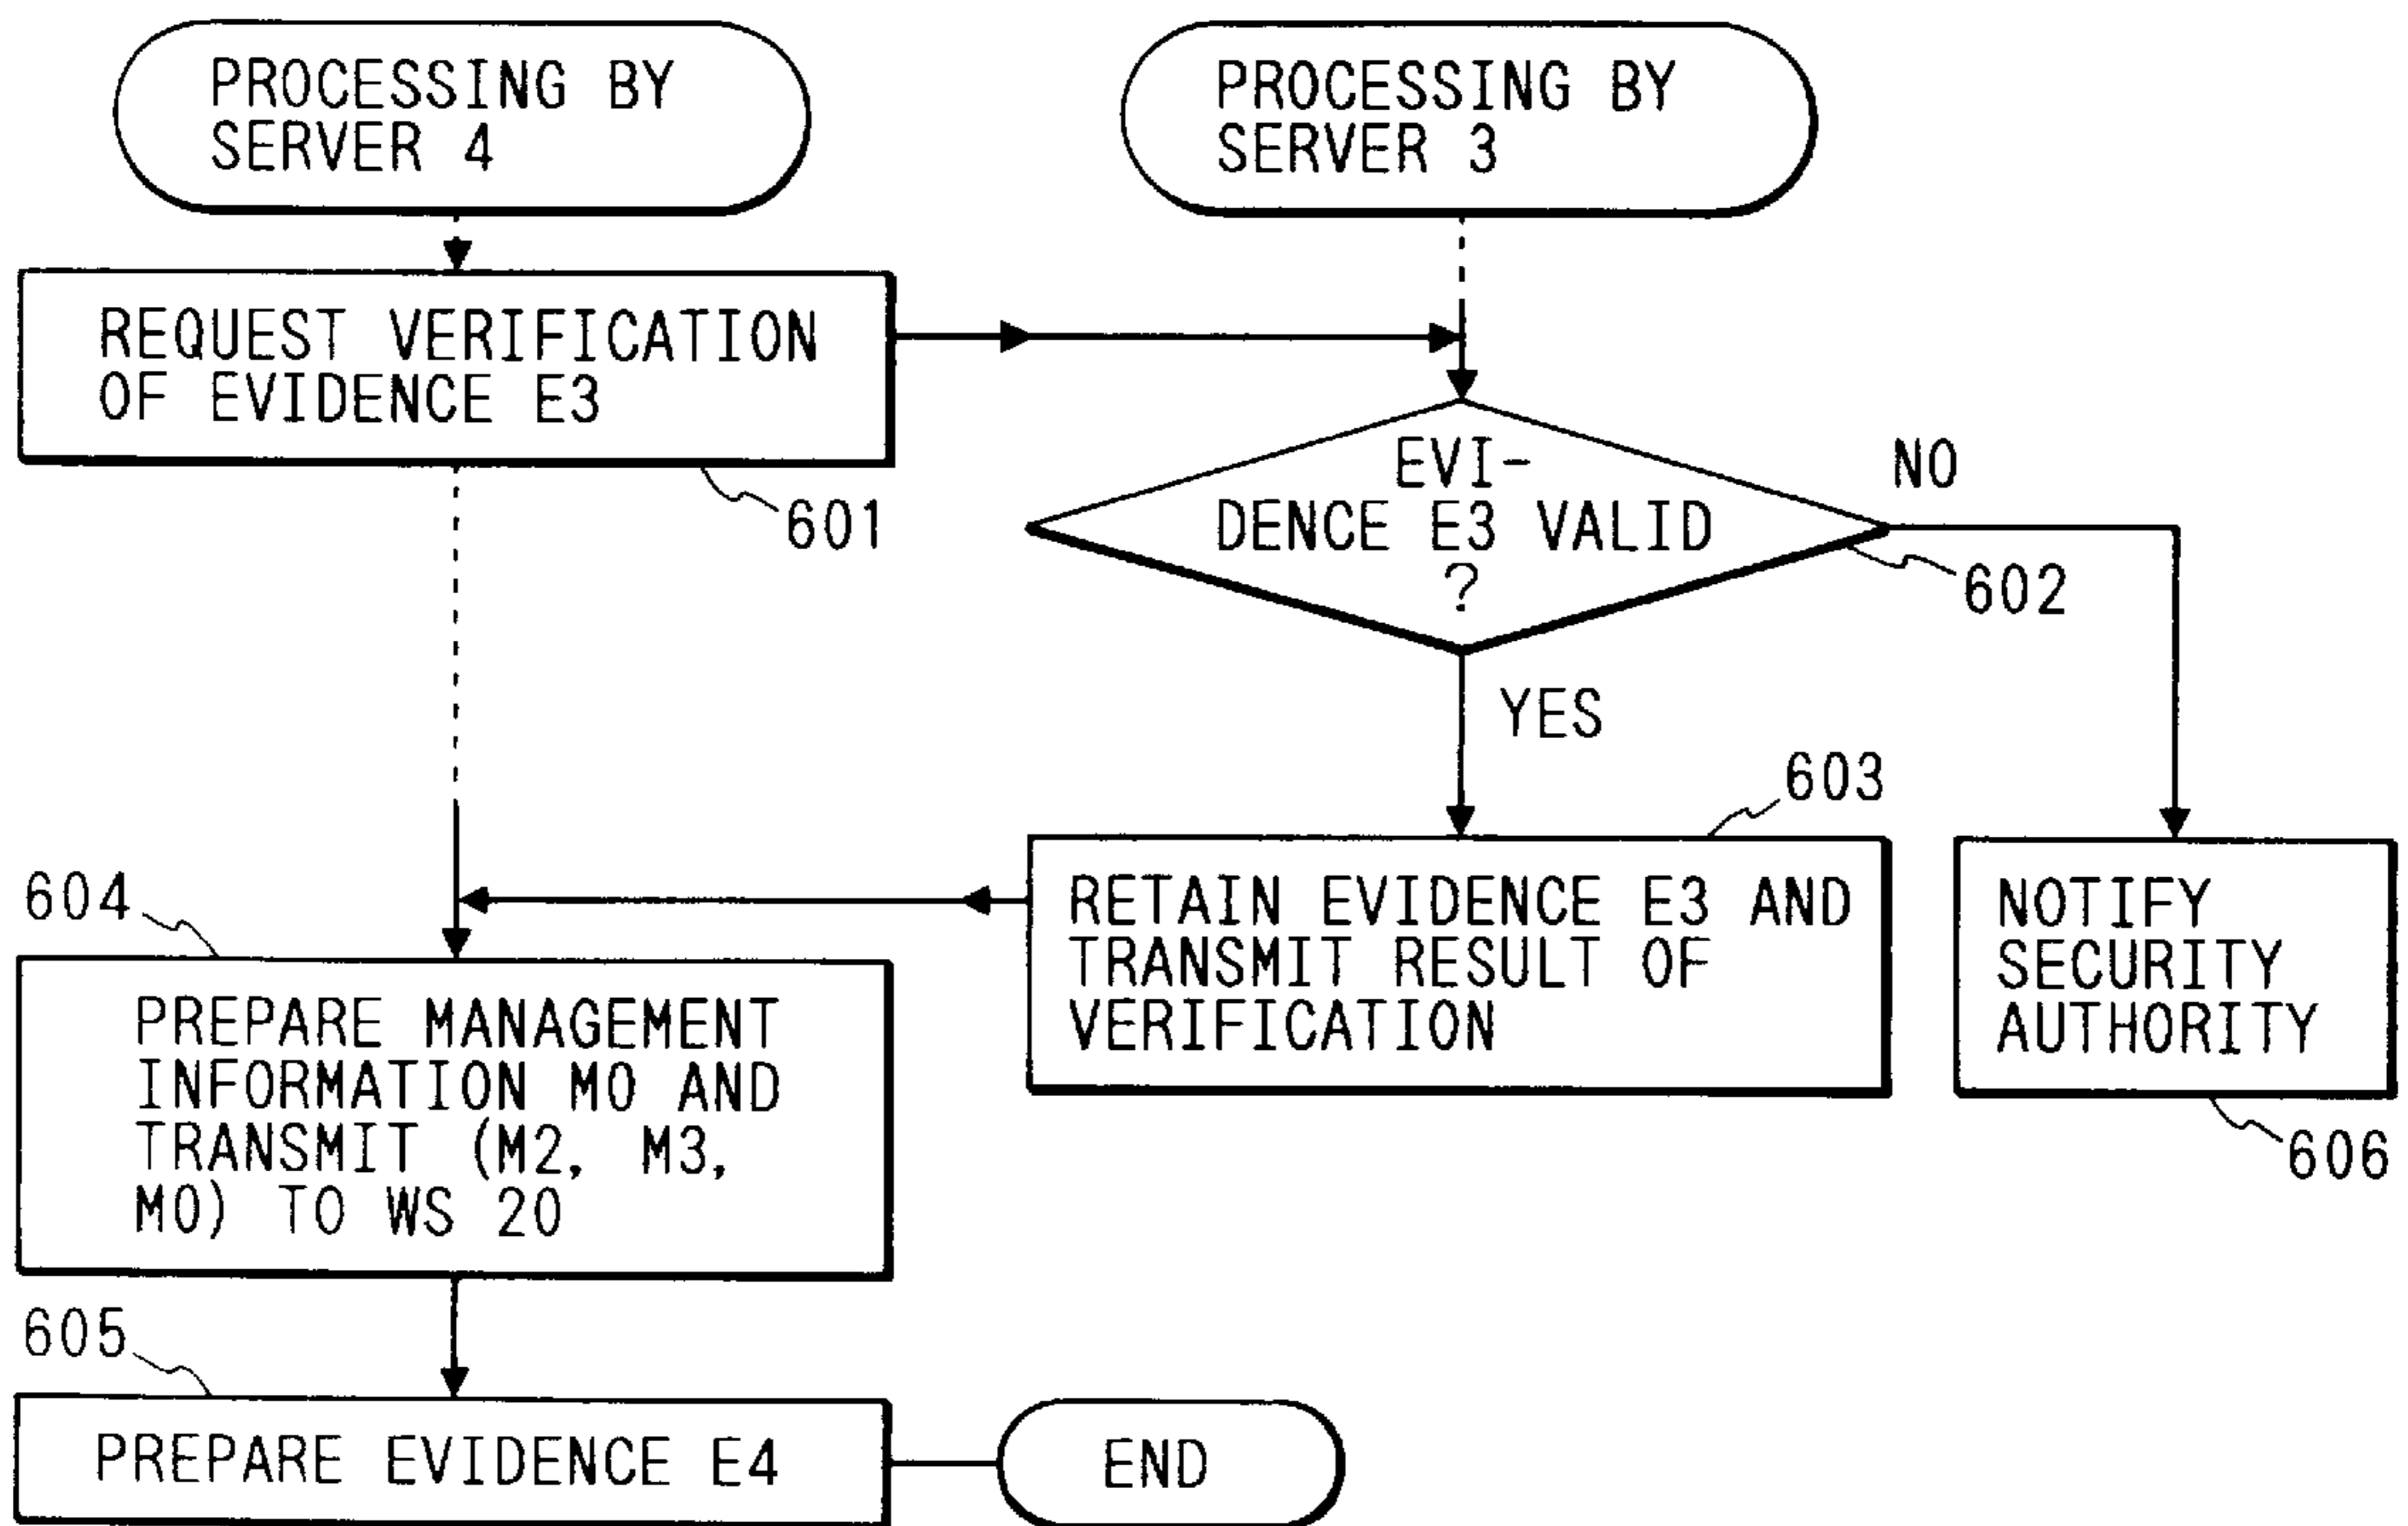 PROCESSING BY
SERVER 4
PROCESSING BY
SERVER 3
REQUEST VERIFICATION
OF EVIDENCE E3
601
EVI-
DENCE E3 VALID
?
NO
602
YES
603
RETAIN EVIDENCE E3 AND
TRANSMIT RESULT OF
VERIFICATION
NOTIFY
SECURITY
AUTHORITY
606
604
PREPARE MANAGEMENT
INFORMATION M0 AND
TRANSMIT (M2, M3,
M0) TO WS 20
605
PREPARE EVIDENCE E4
END